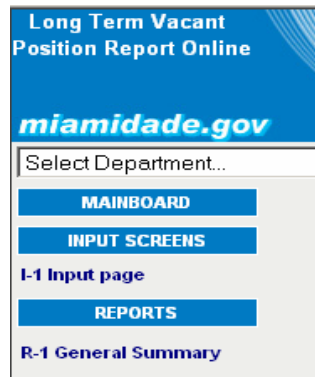 Long Term Vacant
Position Report Online
miamidade.gov
Select Department...
MAINBOARD
INPUT SCREENS
I-1 Input page
REPORTS
R-1 General Summary